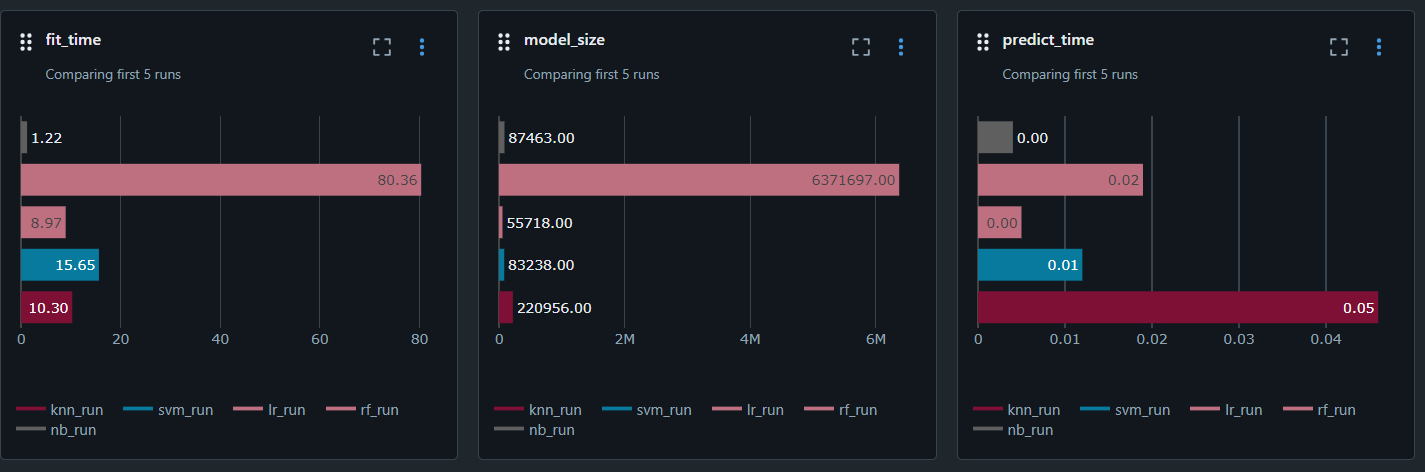 fit_time
Comparing first 5 runs
1.22
80.36
8.97
15.65
10.30
0 20 40 60 80
knn_run svm_run lr_run rf_run
nb_run
model_size
Comparing first 5 runs
87463.00
6371697.00
55718.00
83238.00
220956.00
0 2M 4M 6M
knn_run svm_run lr_run rf_run
nb_run
predict_time
Comparing first 5 runs
0.00
0.02
0.00
0.01
0.05
0 0.01 0.02 0.03 0.04
knn_run svm_run lr_run rf_run
nb_run